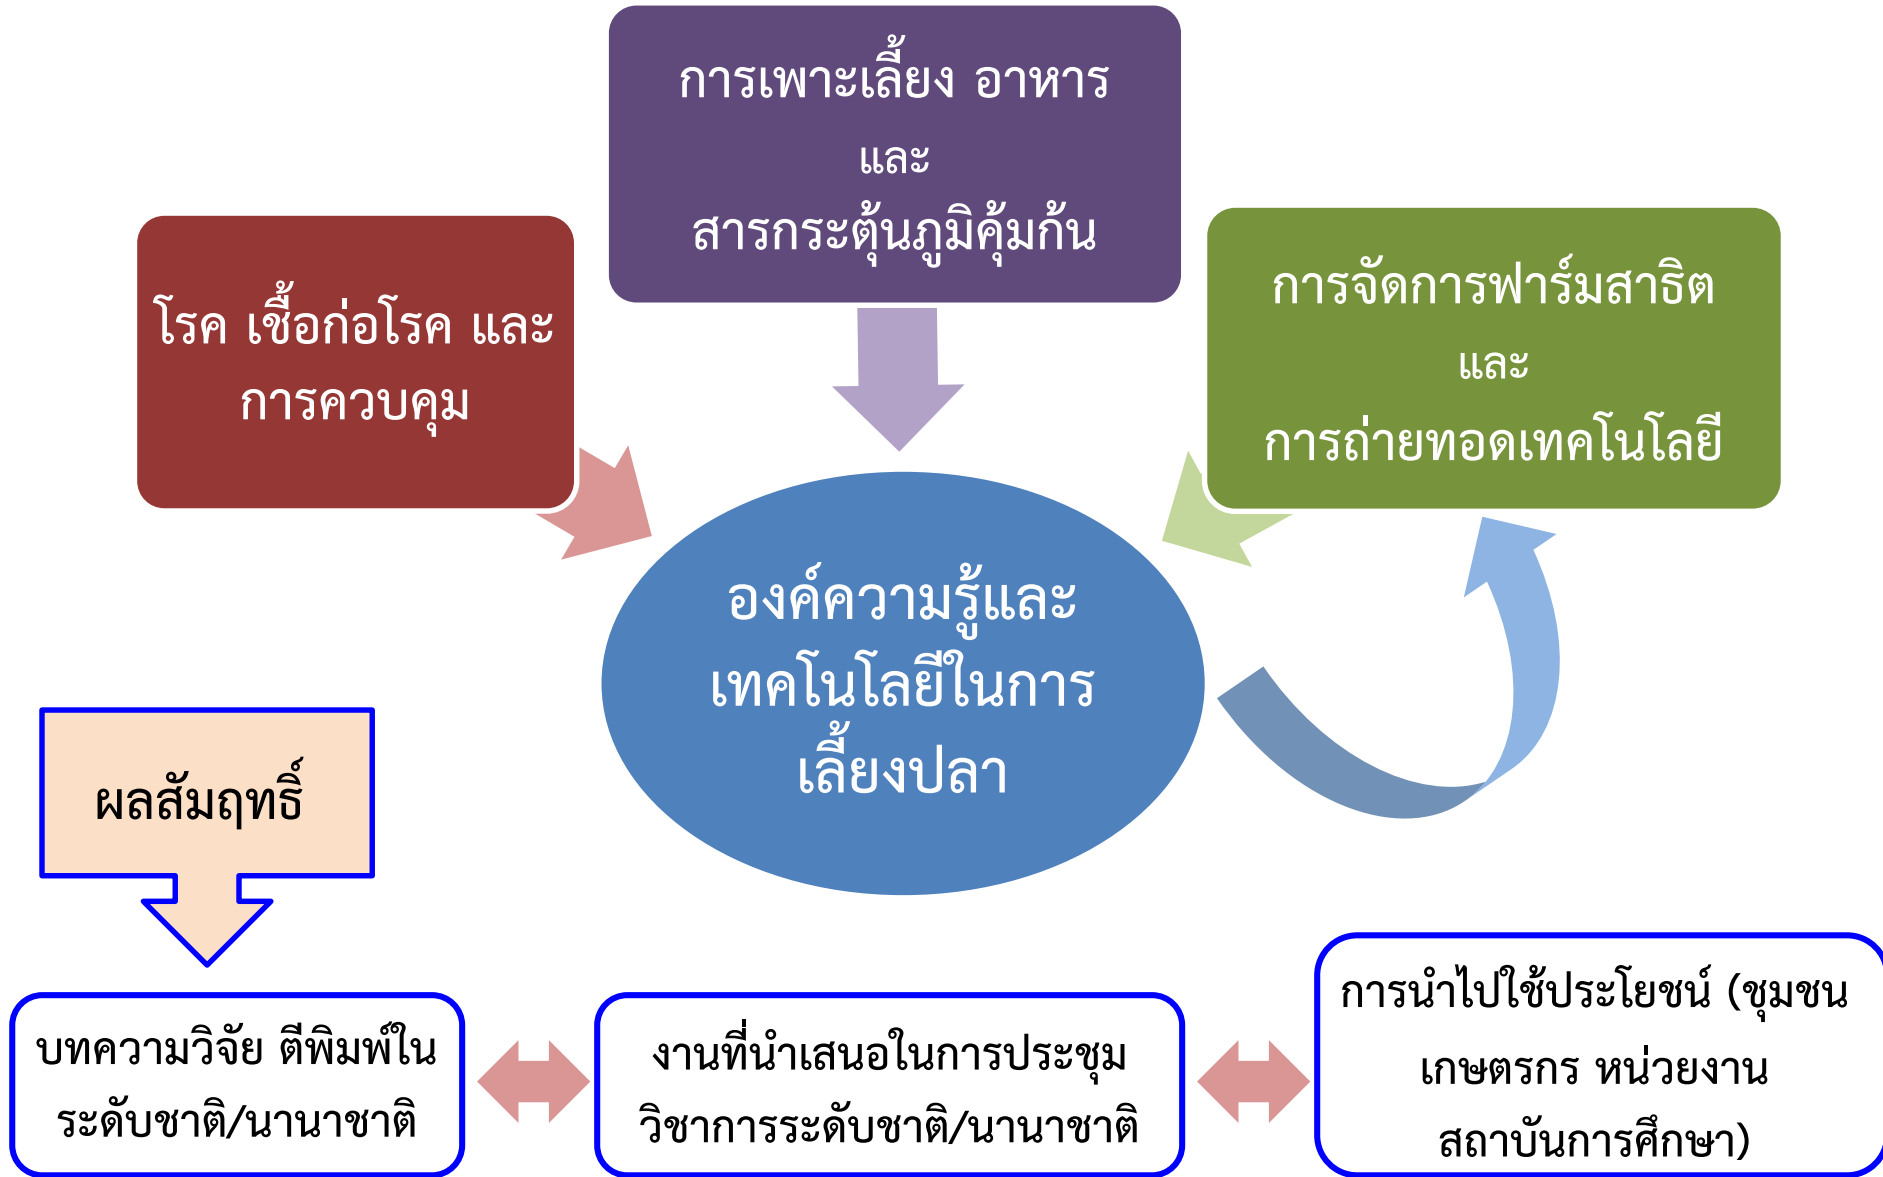 การเพาะเลี้ยง อาหาร
และ
สารกระตุ้นภูมิคุ้มก้น
โรค เชื้อก่อโรค และ
การควบคุม
การจัดการฟาร์มสาธิต
และ
การถ่ายทอดเทคโนโลยี
องค์ความรู้และ
เทคโนโลยีในการ
เลี้ยงปลา
ผลสัมฤทธิ์
บทความวิจัย ตีพิมพ์ใน
ระดับชาติ/นานาชาติ
งานที่นำเสนอในการประชุม
วิชาการระดับชาติ/นานาชาติ
การนำไปใช้ประโยชน์ (ชุมชน
เกษตรกร หน่วยงาน
สถาบันการศึกษา)